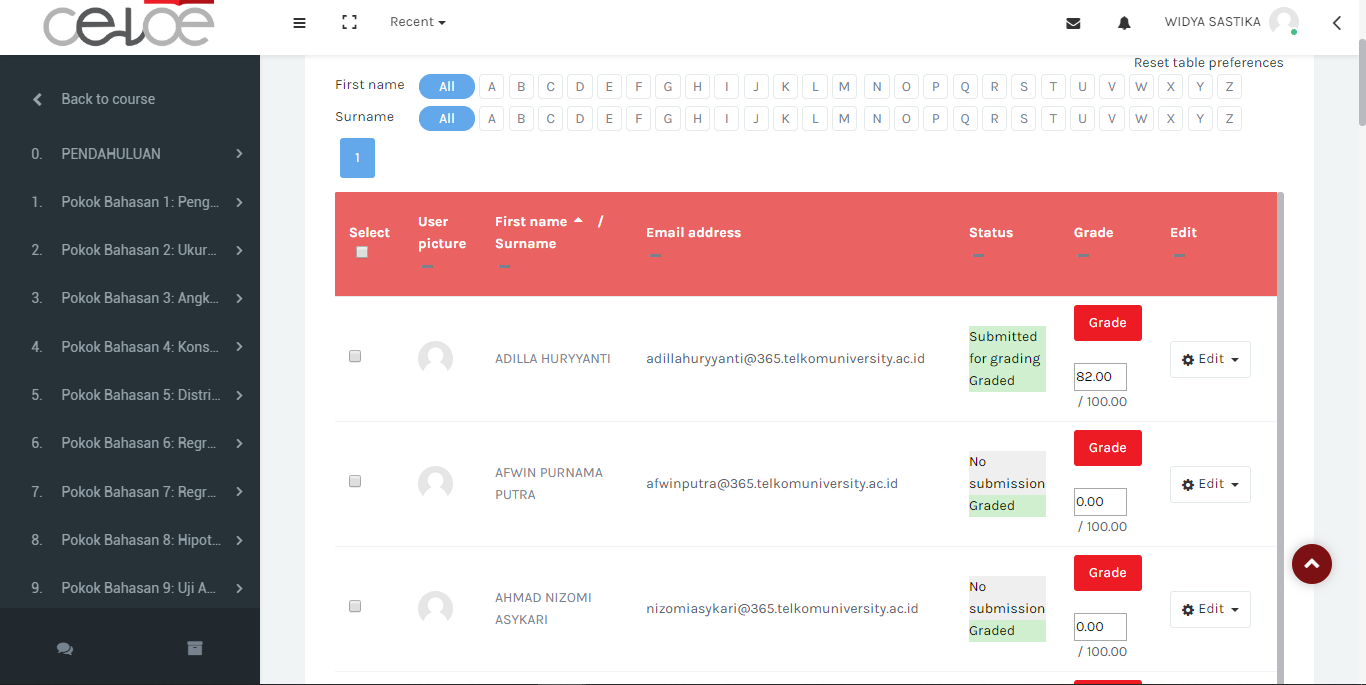 celoe
Recent
WIDYA SASTIKA
Back to course
0. PENDAHULUAN
1. Pokok Bahasan 1: Peng...
2. Pokok Bahasan 2: Ukur...
3. Pokok Bahasan 3: Angk...
4. Pokok Bahasan 4: Kons...
5. Pokok Bahasan 5: Distri...
6. Pokok Bahasan 6: Regr...
7. Pokok Bahasan 7: Regr...
8. Pokok Bahasan 8: Hipot...
9. Pokok Bahasan 9: Uji A...
Reset table preferences
First name All A B C D E F G H I J K L M N O P Q R S T U V W X Y Z
Surname All A B C D E F G H I J K L M N O P Q R S T U V W X Y Z
1
Select
User
picture
First name /
Surname
Email address
Status
Grade
Edit
ADILLA HURYYANTI
adillahuryyanti@365.telkomuniversity.ac.id
Submitted
for grading
Graded
Grade
82.00
/ 100.00
Edit
AFWIN PURNAMA
PUTRA
afwinputra@365.telkomuniversity.ac.id
No
submission
Graded
Grade
0.00
/ 100.00
Edit
AHMAD NIZOMI
ASYKARI
nizomiasykari@365.telkomuniversity.ac.id
No
submission
Graded
Grade
0.00
/ 100.00
Edit